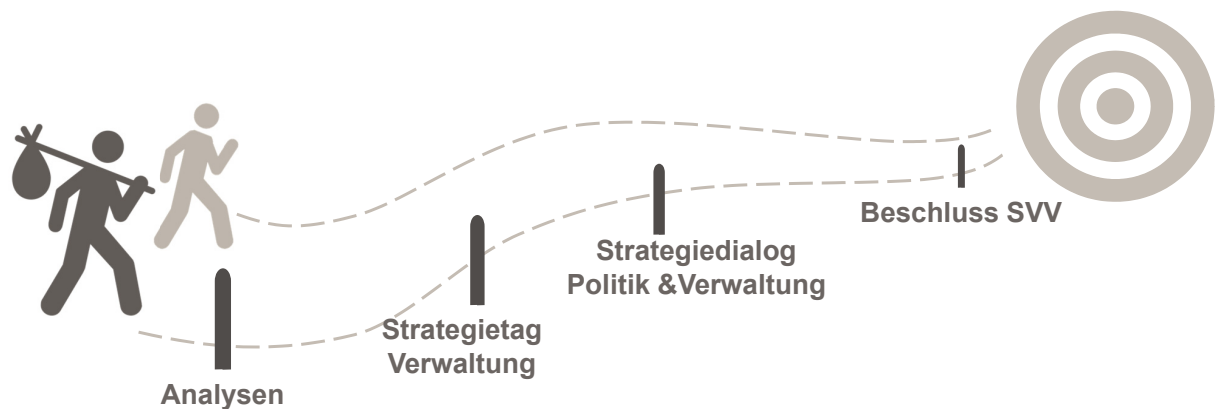 Analysen
Strategietag
Verwaltung
Strategiedialog
Politik &Verwaltung
Beschluss SVV